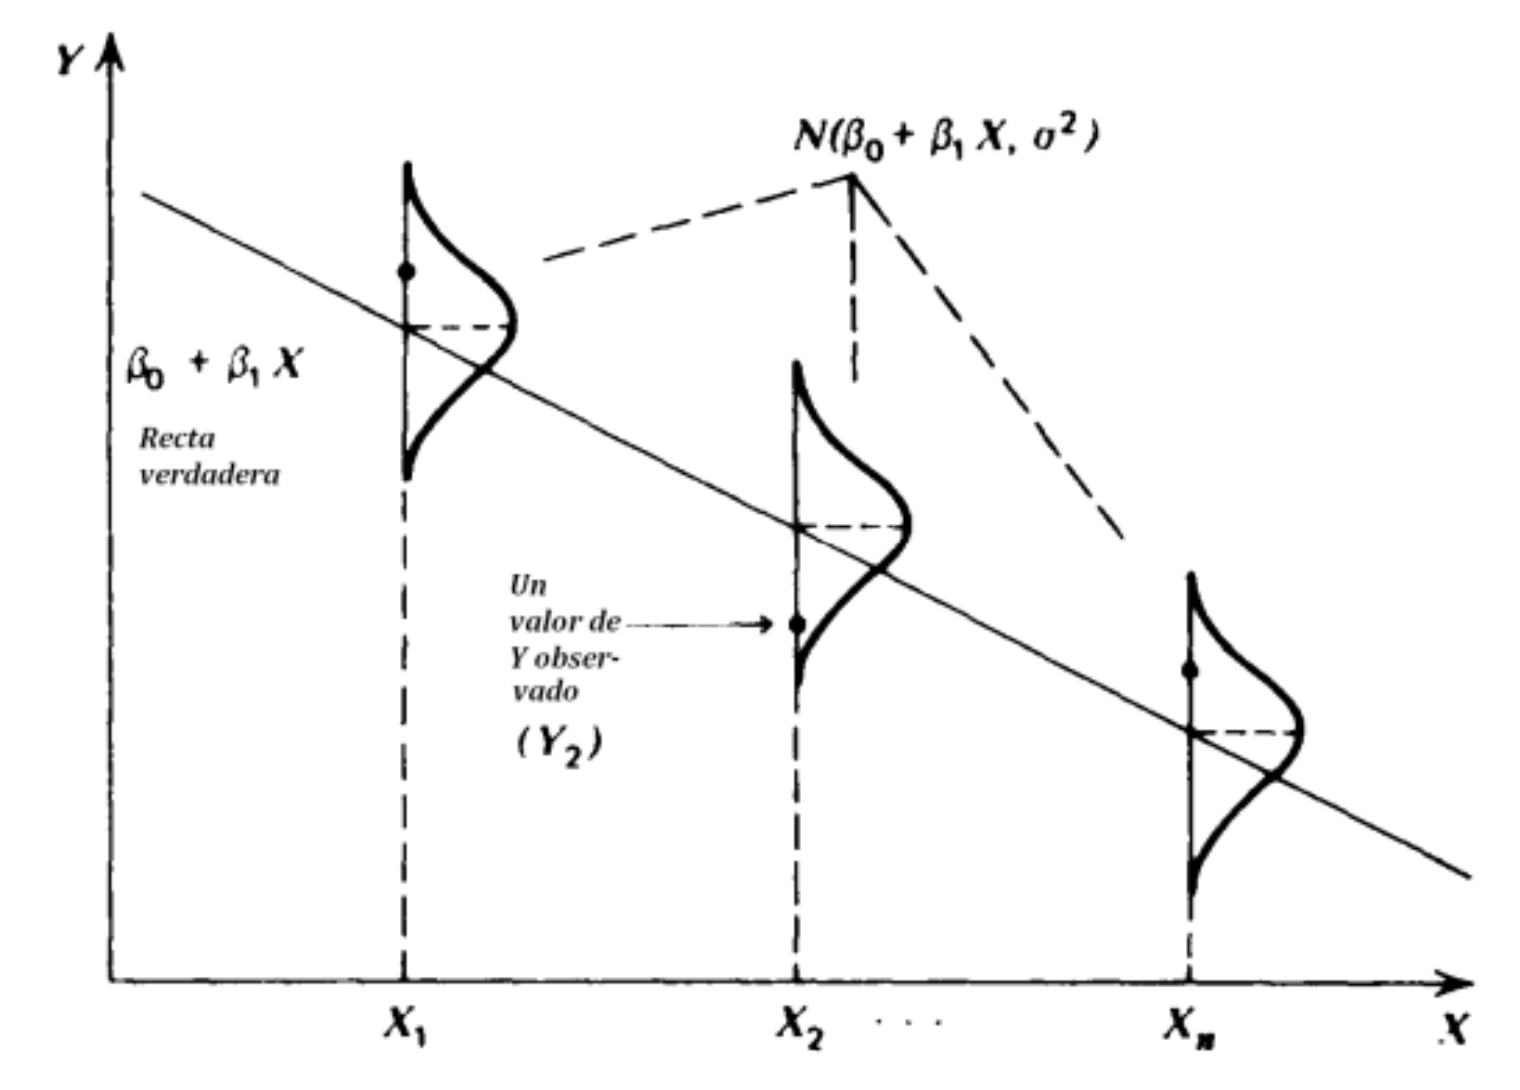 Y
N(β₀ + β₁ X, σ²)
β₀ + β₁ X
Recta
verdadera
Un
valor de
Y obser-
vado
(Y₂)
X₁ X₂ . . . Xₙ X